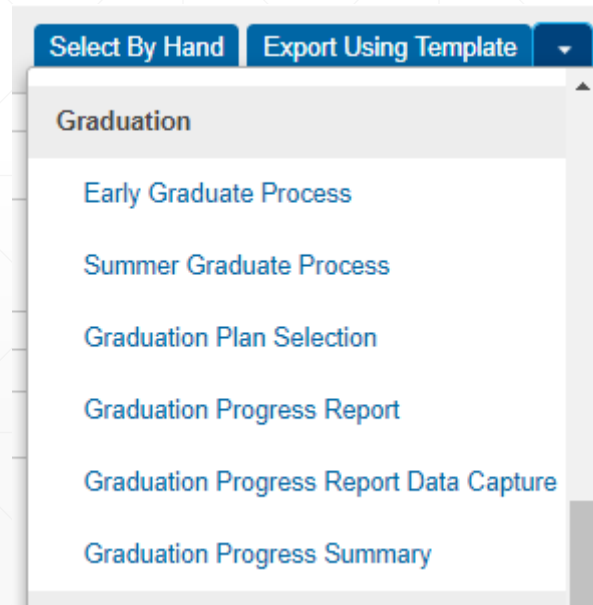 Select By Hand Export Using Template
Graduation
Early Graduate Process
Summer Graduate Process
Graduation Plan Selection
Graduation Progress Report
Graduation Progress Report Data Capture
Graduation Progress Summary